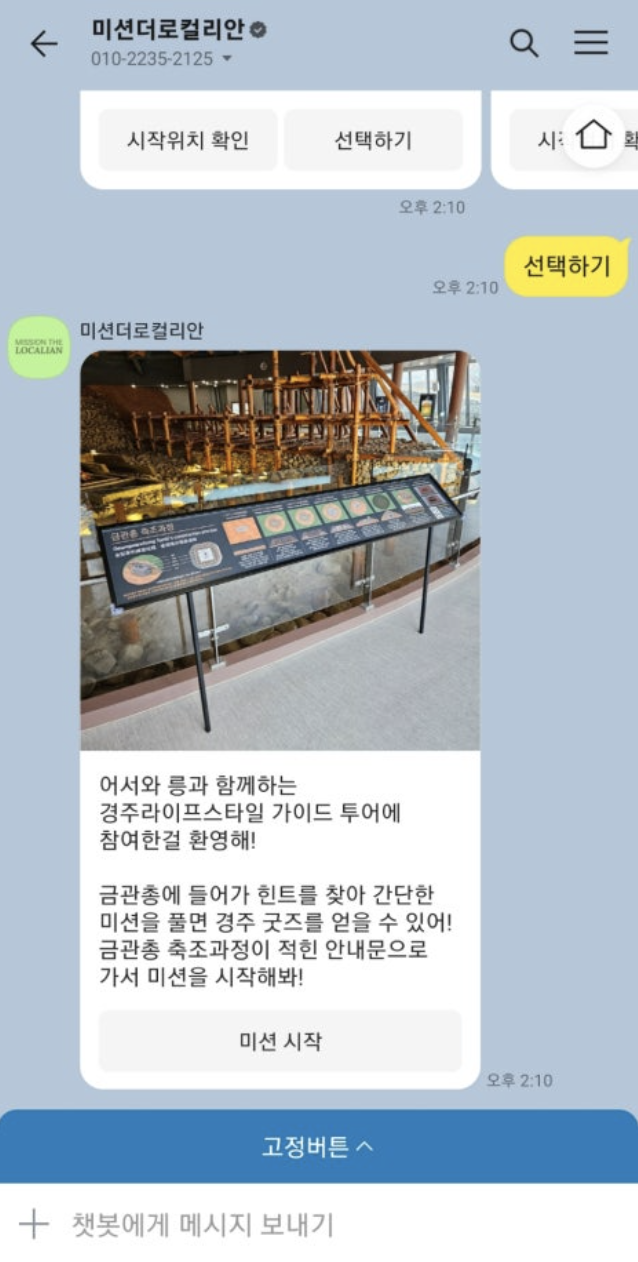 미션더로컬리안
010-2235-2125
시작위치 확인
선택하기
오후 2:10
선택하기
오후 2:10
MISSION THE
LOCALIAN
미션더로컬리안
금관총 축조과정
어서와 릉과 함께하는
경주라이프스타일 가이드 투어에
참여한걸 환영해!
금관총에 들어가 힌트를 찾아 간단한
미션을 풀면 경주 굿즈를 얻을 수 있어!
금관총 축조과정이 적힌 안내문으로
가서 미션을 시작해봐!
미션 시작
오후 2:10
고정버튼
챗봇에게 메시지 보내기